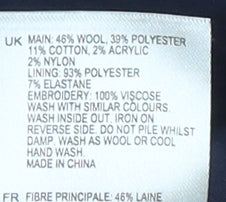 UK MAIN: 46% WOOL, 39% POLYESTER
11% COTTON, 2% ACRYLIC
2% NYLON
LINING: 93% POLYESTER
7% ELASTANE
EMBROIDERY: 100% VISCOSE
WASH WITH SIMILAR COLOURS.
WASH INSIDE OUT. IRON ON
REVERSE SIDE. DO NOT PILE WHILST
DAMP. WASH AS WOOL OR COOL
HAND WASH.
MADE IN CHINA
FR FIBRE PRINCIPALE: 46% LAINE